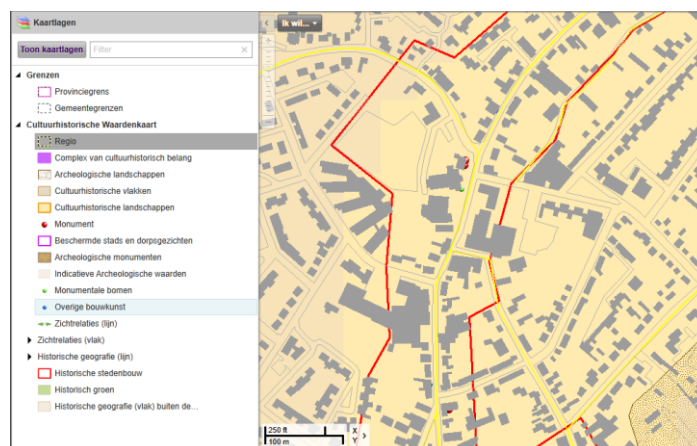 Kaartlagen
Toon kaartlagen
Filter
Grenzen
Provinciegrens
Gemeentegrenzen
Cultuurhistorische Waardenkaart
Regio
Complex van cultuurhistorisch belang
Archeologische landschappen
Cultuurhistorische vlakken
Cultuurhistorische landschappen
Monument
Beschermde stads en dorpsgezichten
Archeologische monumenten
Indicatieve Archeologische waarden
Monumentale bomen
Overige bouwkunst
Zichtrelaties (lijn)
Zichtrelaties (vlak)
Historische geografie (lijn)
Historische stedenbouw
Historisch groen
Historische geografie (vlak) buiten de...
Ik wil...
250 ft
100 m
X
Y